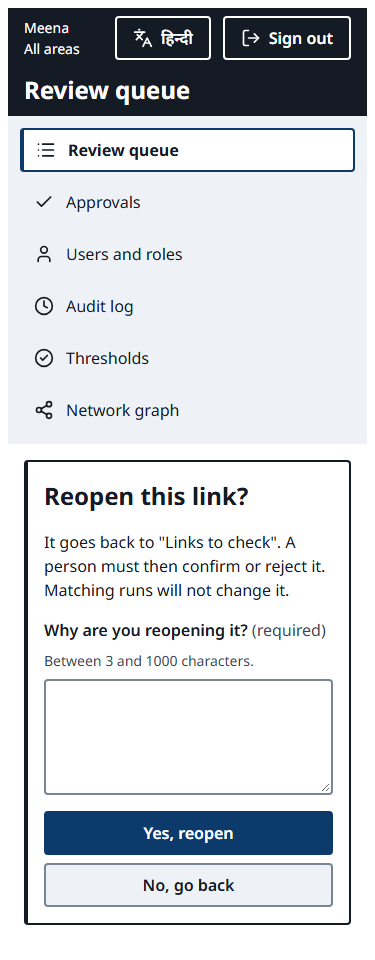 Meena
All areas
हिन्दी
Sign out
Review queue
Review queue
Approvals
Users and roles
Audit log
Thresholds
Network graph
Reopen this link?
It goes back to "Links to check". A
person must then confirm or reject it.
Matching runs will not change it.
Why are you reopening it? (required)
Between 3 and 1000 characters.
Yes, reopen
No, go back